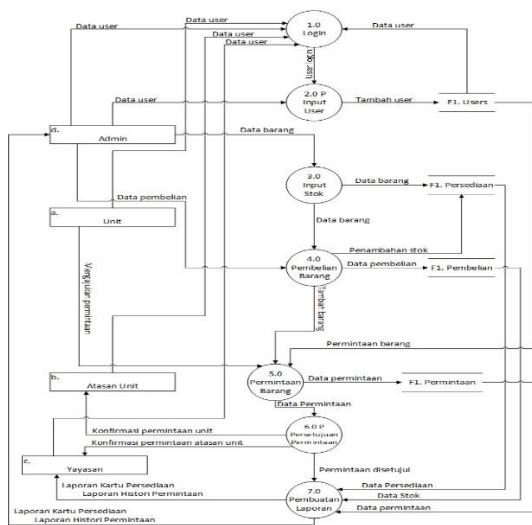 Data user
Data user
Data user
Data user
1.0
Login
Data user
Data user
2.0 P
Input
User
Tambah user
F1. Users
d.
Admin
Data barang
3.0
Input
Stok
Data barang
F1. Persediaan
Data pembelian
a.
Unit
Data barang
Penambahan stok
4.0
Pembelian
Barang
Data pembelian
F1. Pembelian
Tambah barang
Permintaan barang
5.0
Permintaan
Barang
Data permintaan
F1. Permintaan
b.
Atasan Unit
Data Permintaan
Konfirmasi permintaan unit
6.0 P
Persetujuan
Permintaan
Konfirmasi permintaan atasan unit
c.
Yayasan
Permintaan disetujui
Laporan Kartu Persediaan
Laporan Histori Permintaan
7.0
Pembuatan
Laporan
Data Persediaan
Data Stok
Data permintaan
Laporan Kartu Persediaan
Laporan Histori Permintaan